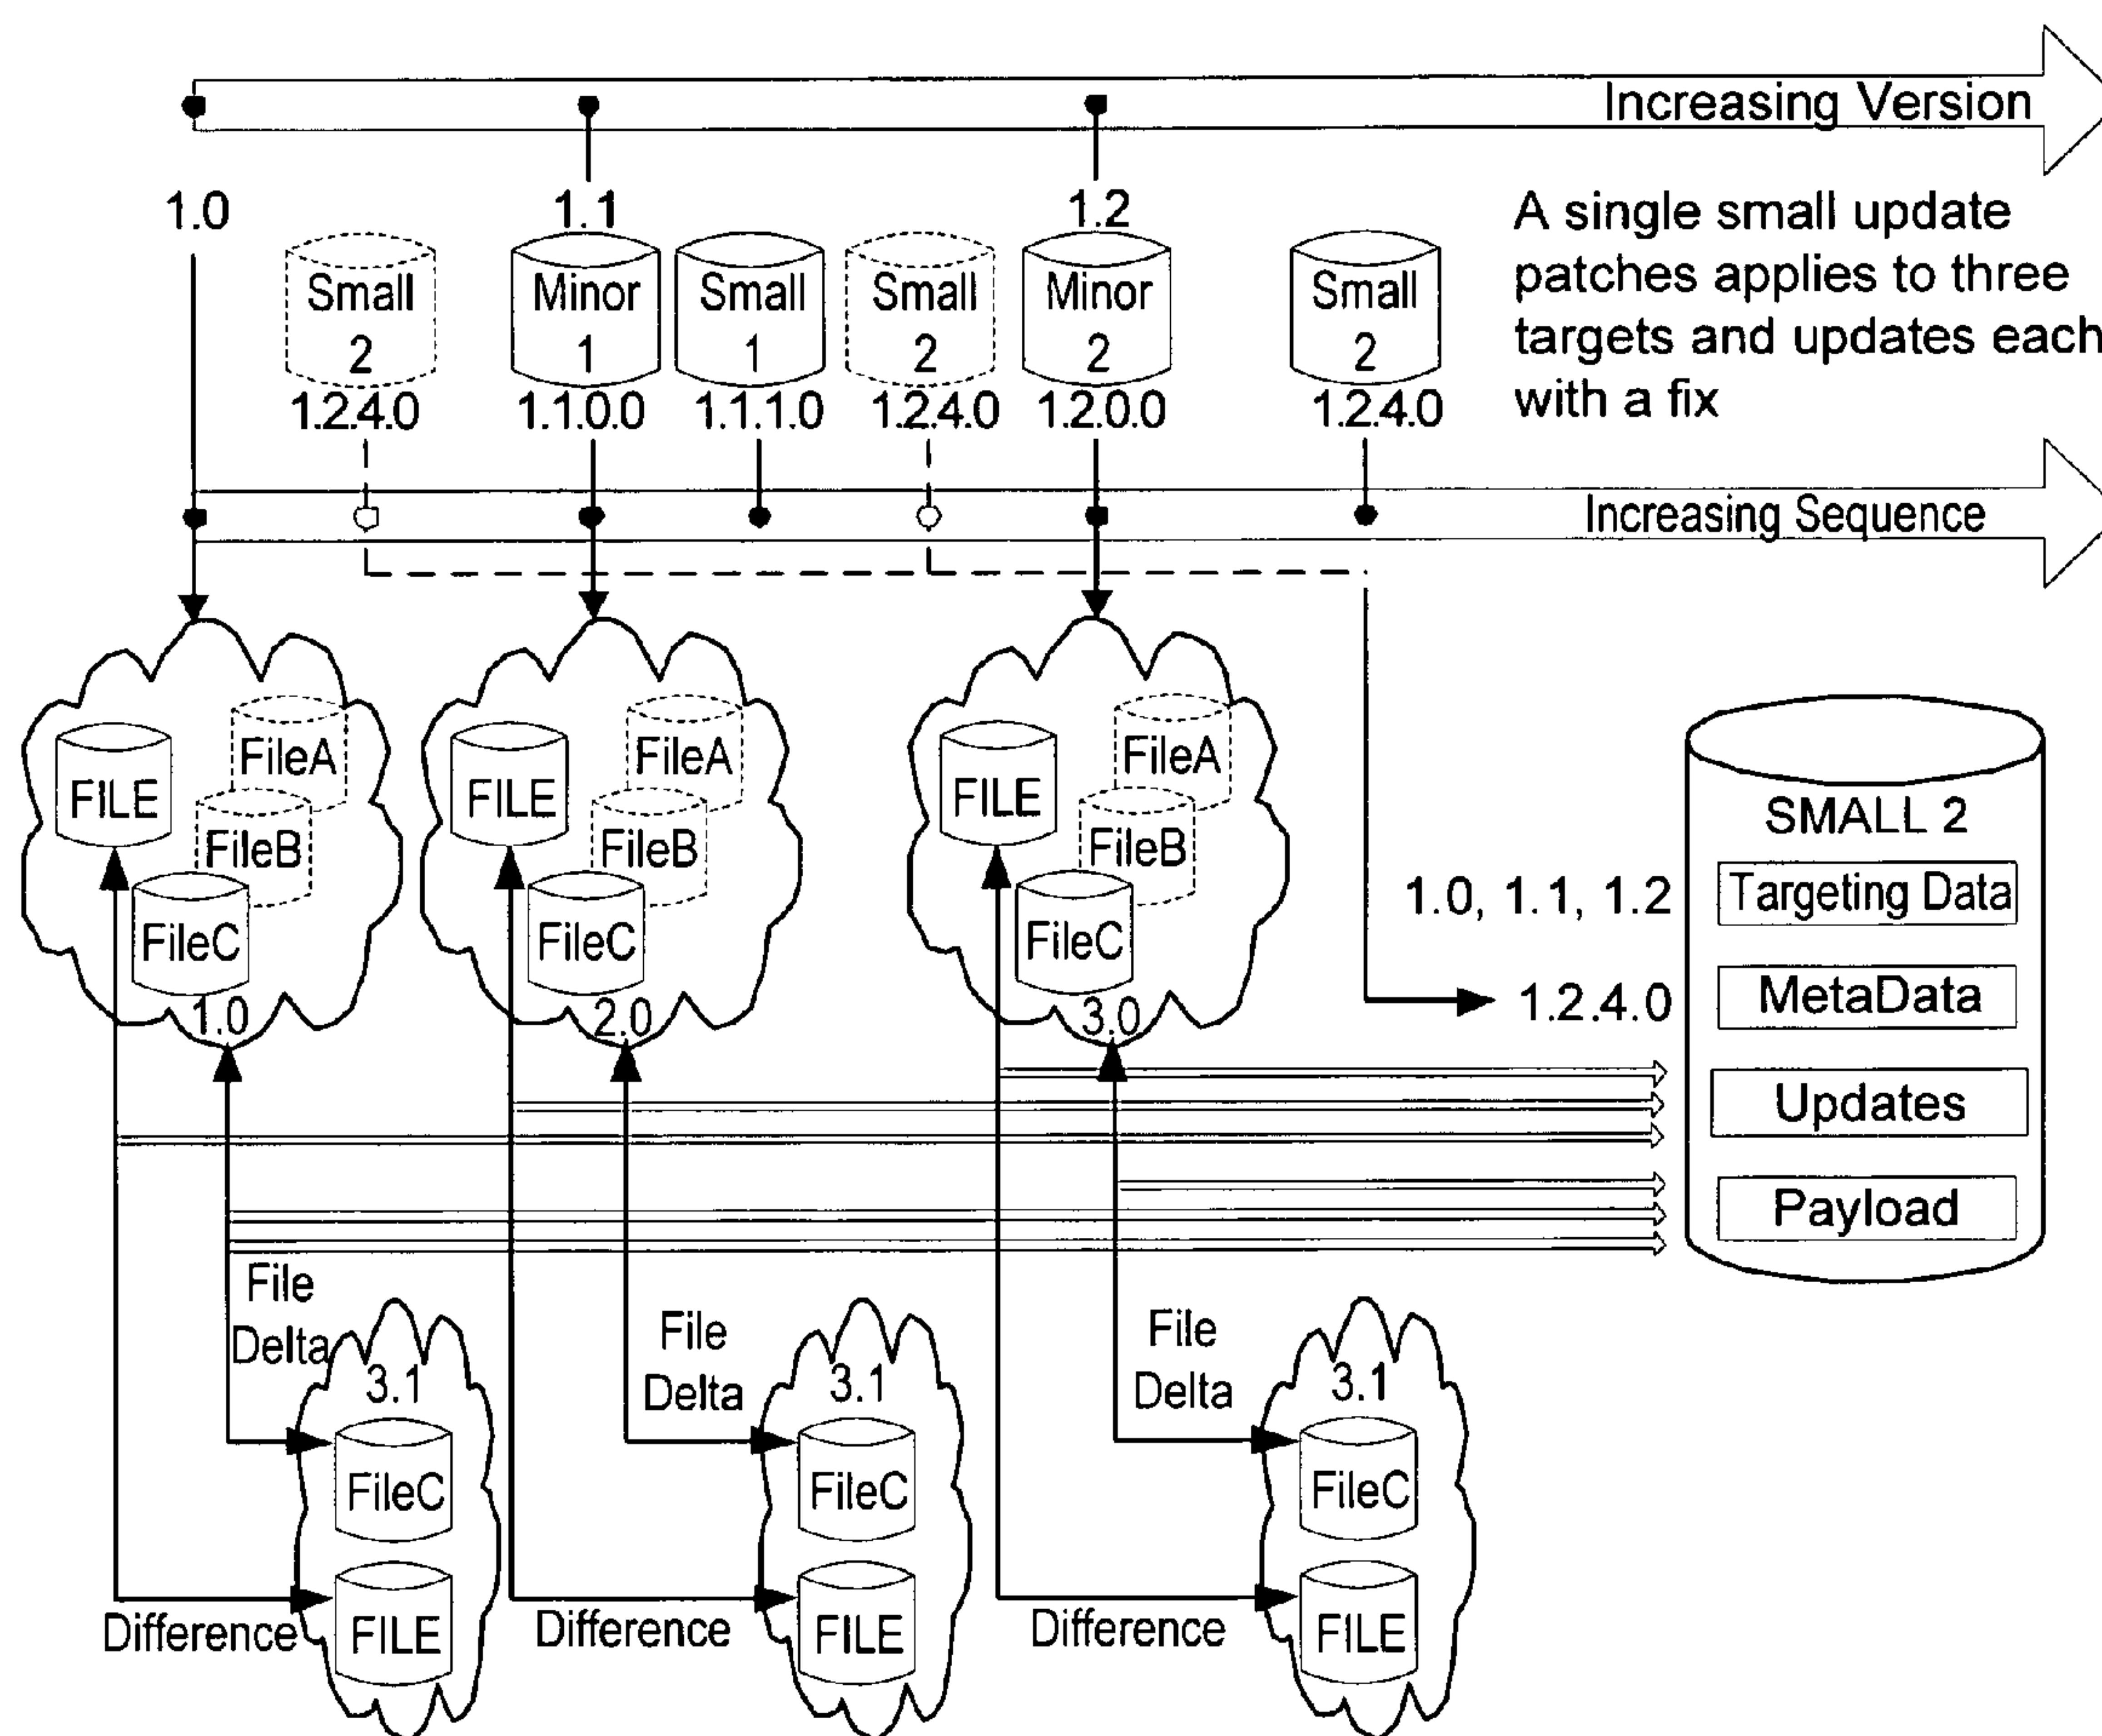 Increasing Version
1.0
1.1
1.2
A single small update
patches applies to three
targets and updates each
with a fix
Small
2
1.2.4.0
Minor
1
1.1.0.0
Small
1
1.1.1.0
Small
2
1.2.4.0
Minor
2
1.2.0.0
Small
2
1.2.4.0
Increasing Sequence
FILE
FileA
FileB
FileC
1.0
FILE
FileA
FileB
FileC
2.0
FILE
FileA
FileB
FileC
3.0
SMALL 2
1.0, 1.1, 1.2
Targeting Data
1.2.4.0
MetaData
Updates
Payload
File
Delta
3.1
FileC
FILE
Difference
File
Delta
3.1
FileC
FILE
Difference
File
Delta
3.1
FileC
FILE
Difference